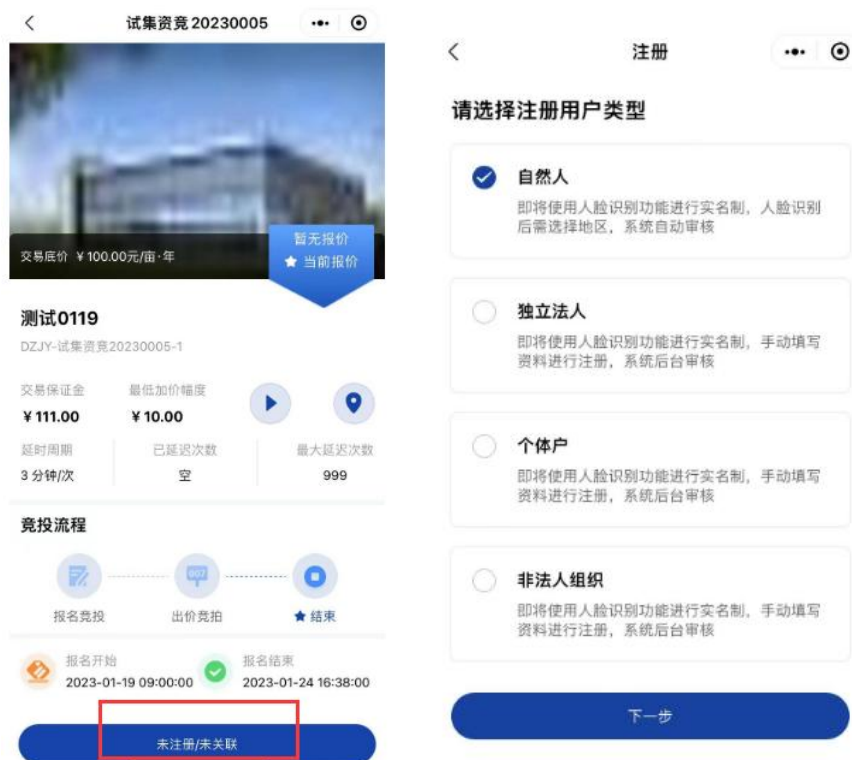 试集资竞20230005
交易底价 ￥100.00元/亩·年
暂无报价
当前报价
测试0119
DZJY-试集资竞20230005-1
交易保证金
最低加价幅度
￥111.00
￥10.00
延时周期
已延迟次数
最大延迟次数
3 分钟/次
空
999
竞投流程
报名竞投
出价竞拍
结束
报名开始
报名结束
2023-01-19 09:00:00
2023-01-24 16:38:00
未注册/未关联
注册
请选择注册用户类型
自然人
即将使用人脸识别功能进行实名制，人脸识别
后需选择地区，系统自动审核
独立法人
即将使用人脸识别功能进行实名制，手动填写
资料进行注册，系统后台审核
个体户
即将使用人脸识别功能进行实名制，手动填写
资料进行注册，系统后台审核
非法人组织
即将使用人脸识别功能进行实名制，手动填写
资料进行注册，系统后台审核
下一步